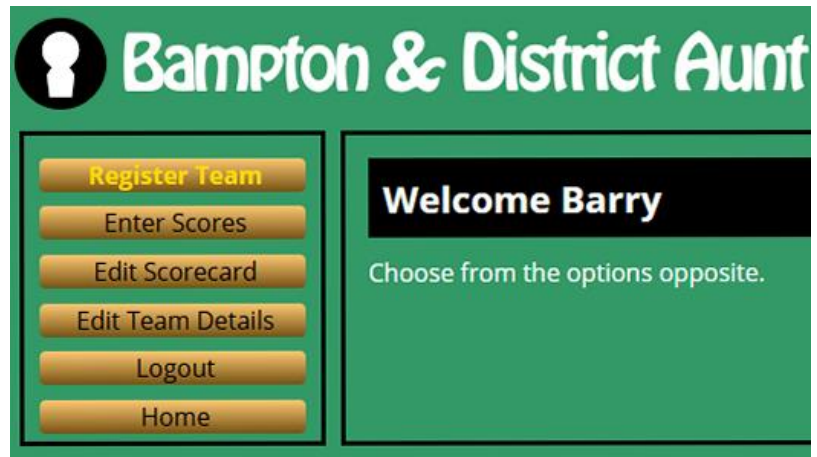 Bampton & District Aunt
Register Team
Enter Scores
Edit Scorecard
Edit Team Details
Logout
Home
Welcome Barry
Choose from the options opposite.